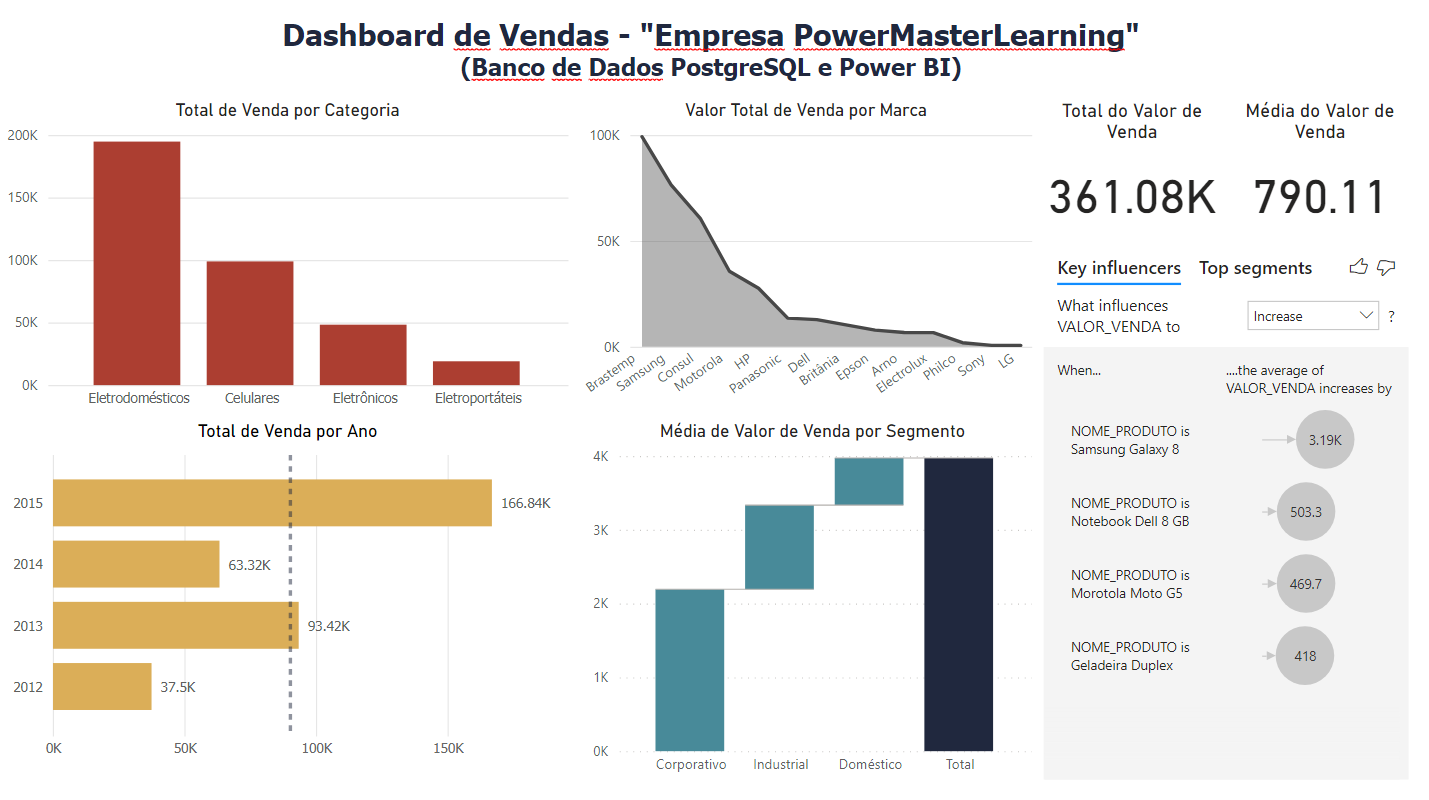 Dashboard de Vendas - "Empresa PowerMasterLearning"
(Banco de Dados PostgreSQL e Power BI)
Total de Venda por Categoria
200K
150K
100K
50K
0K
Eletrodomésticos
Celulares
Eletrônicos
Eletroportáteis
Valor Total de Venda por Marca
100K
50K
0K
Brastemp
Samsung
Consul
Motorola
HP
Panasonic
Dell
Britânia
Epson
Arno
Electrolux
Philco
Sony
LG
Total do Valor de
Venda
361.08K
Média do Valor de
Venda
790.11
Key influencers
Top segments
What influences
VALOR_VENDA to
Increase
?
When...
....the average of
VALOR_VENDA increases by
NOME_PRODUTO is
Samsung Galaxy 8
3.19K
NOME_PRODUTO is
Notebook Dell 8 GB
503.3
NOME_PRODUTO is
Morotola Moto G5
469.7
NOME_PRODUTO is
Geladeira Duplex
418
Total de Venda por Ano
2015
166.84K
2014
63.32K
2013
93.42K
2012
37.5K
0K
50K
100K
150K
Média de Valor de Venda por Segmento
4K
3K
2K
1K
0K
Corporativo
Industrial
Doméstico
Total